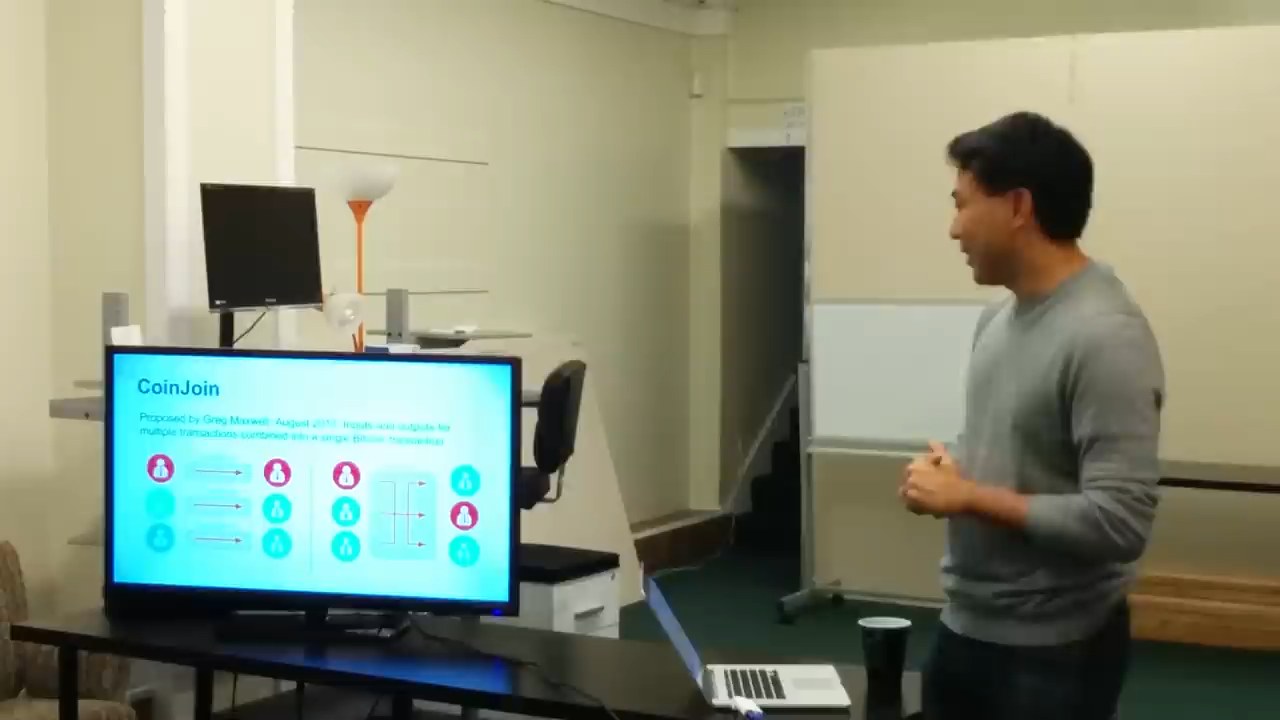 CoinJoin
Proposed by Greg Maxwell, August 2013. Inputs and outputs for
multiple transactions combined into a single Bitcoin transaction